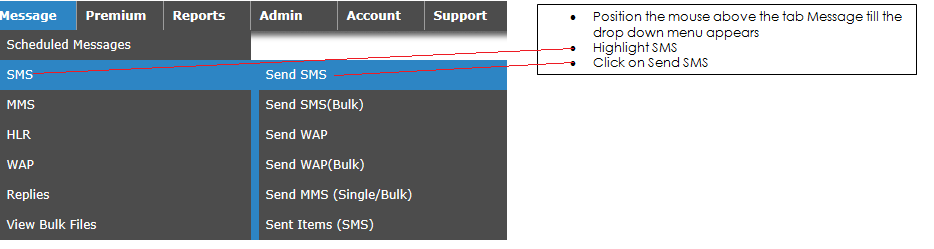 Message Premium Reports Admin Account Support
Scheduled Messages
SMS
MMS
HLR
WAP
Replies
View Bulk Files
Send SMS
Send SMS(Bulk)
Send WAP
Send WAP(Bulk)
Send MMS (Single/Bulk)
Sent Items (SMS)
• Position the mouse above the tab Message till the
drop down menu appears
• Highlight SMS
• Click on Send SMS